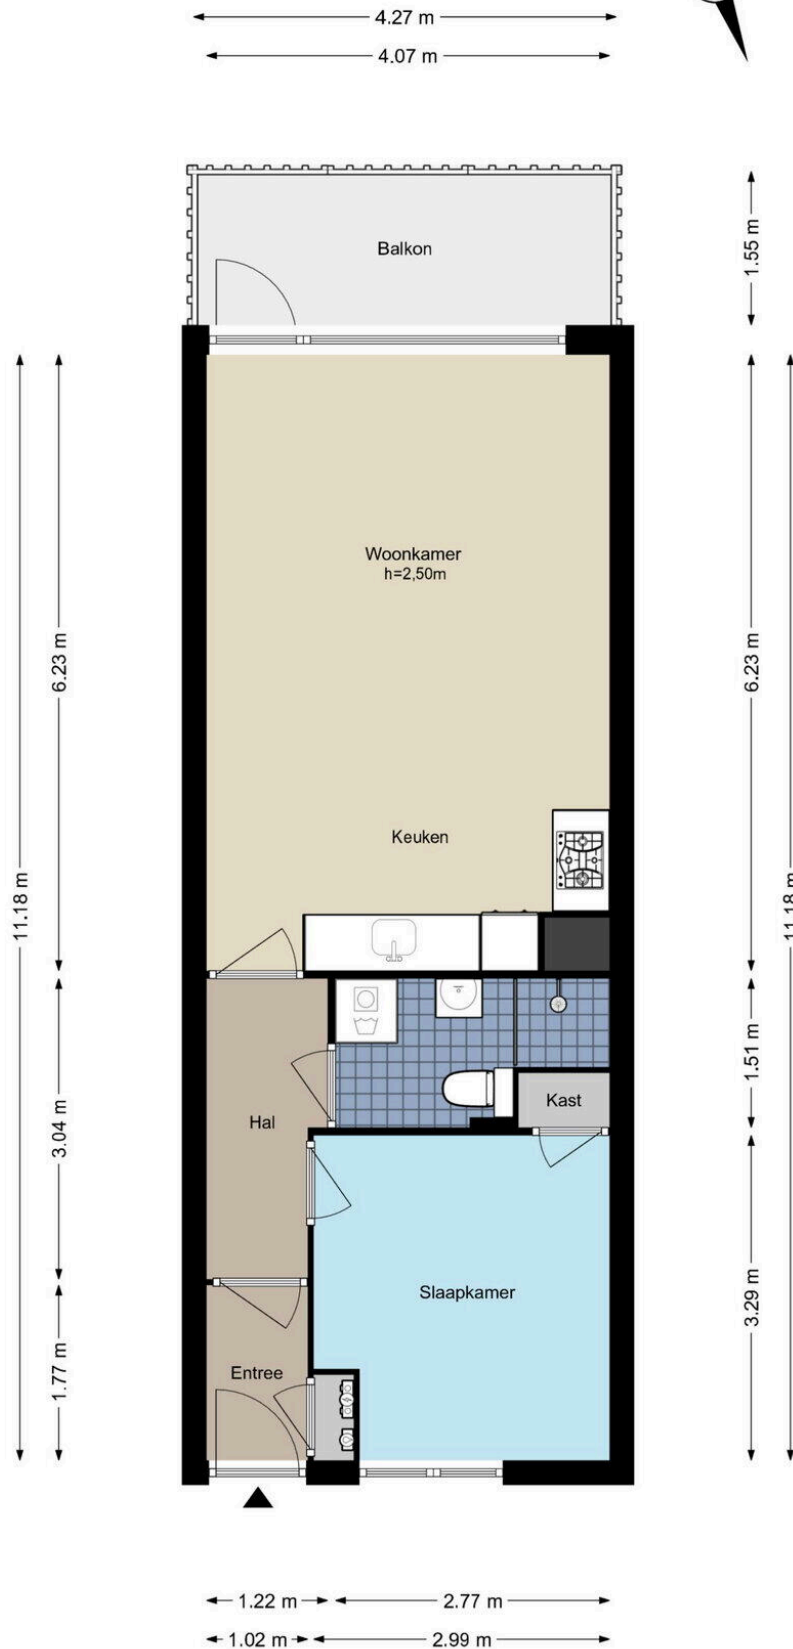 4.27 m
4.07 m
Balkon
1.55 m
Woonkamer
h=2,50m
6.23 m
6.23 m
Keuken
11.18 m
11.18 m
3.04 m
Hal
Kast
1.51 m
Slaapkamer
3.29 m
Entree
1.77 m
1.22 m
2.77 m
1.02 m
2.99 m